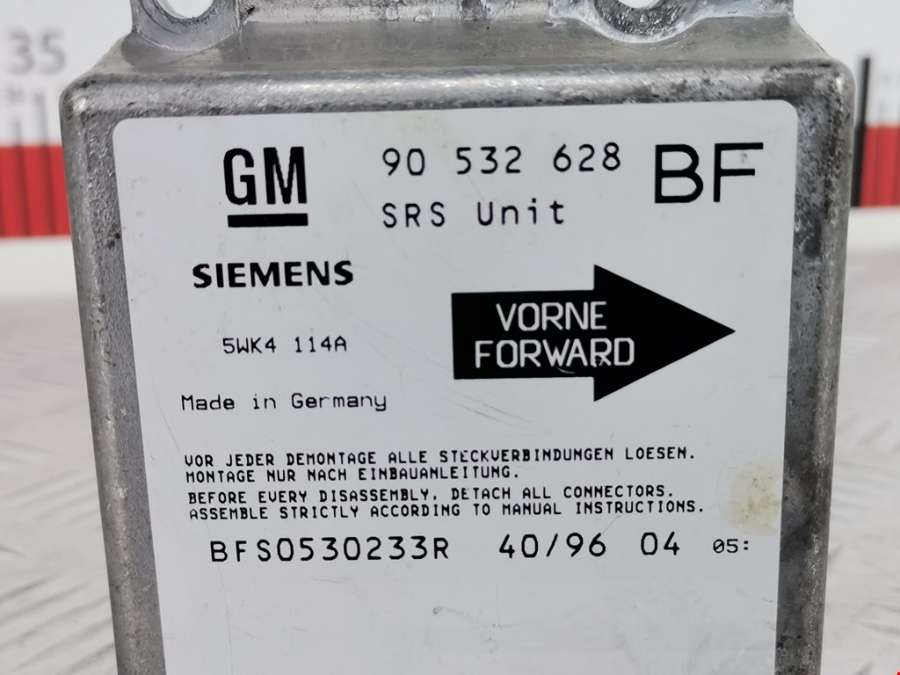 35
GM
90 532 628
BF
SRS Unit
SIEMENS
VORNE
FORWARD
5WK4 114A
Made in Germany
VOR JEDER DEMONTAGE ALLE STECKVERBINDUNGEN LOESEN.
MONTAGE NUR NACH EINBAUANLEITUNG.
BEFORE EVERY DISASSEMBLY, DETACH ALL CONNECTORS.
ASSEMBLE STRICTLY ACCORDING TO MANUAL INSTRUCTIONS.
BFS0530233R 40/96 04 05: